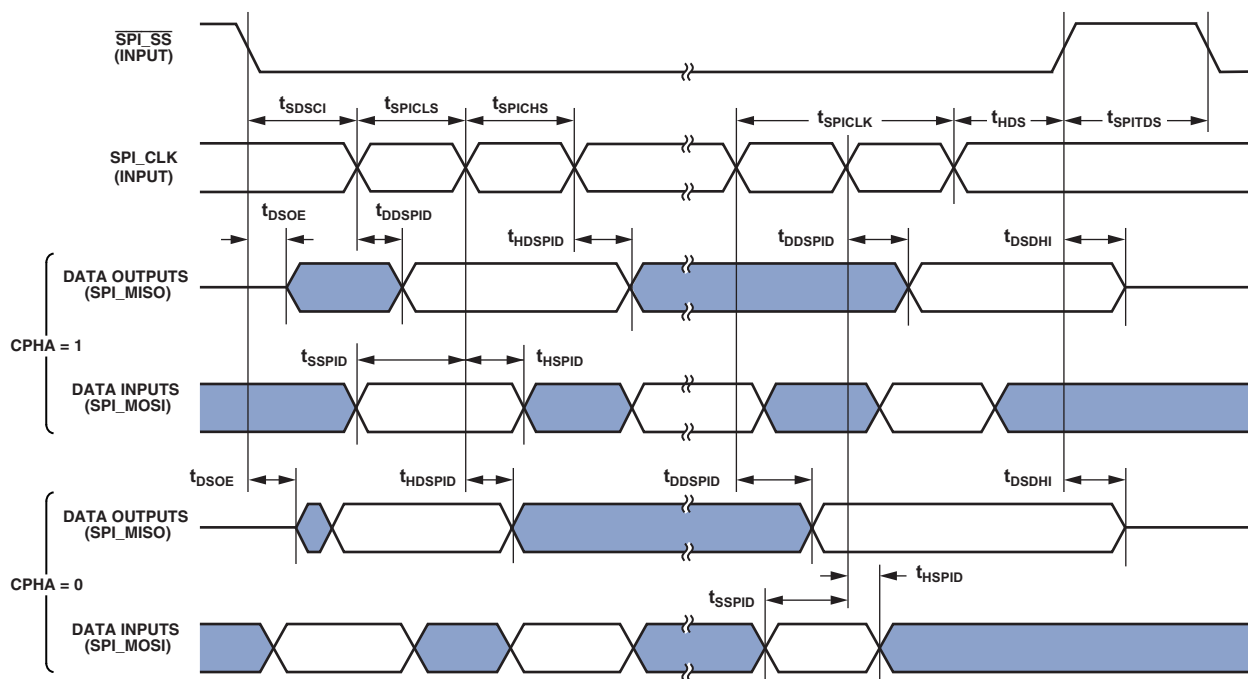 SPI_SS
(INPUT)
tSDSCI tSPICLS tSPICHS tSPICLK tHDS tSPITDS
SPI_CLK
(INPUT)
tDSOE tDDSPID tHDSPID tDDSPID tDSDHI
DATA OUTPUTS
(SPI_MISO)
CPHA = 1
tSSPID tHSPID
DATA INPUTS
(SPI_MOSI)
tDSOE tHDSPID tDDSPID tDSDHI
DATA OUTPUTS
(SPI_MISO)
CPHA = 0
tHSPID
tSSPID
DATA INPUTS
(SPI_MOSI)